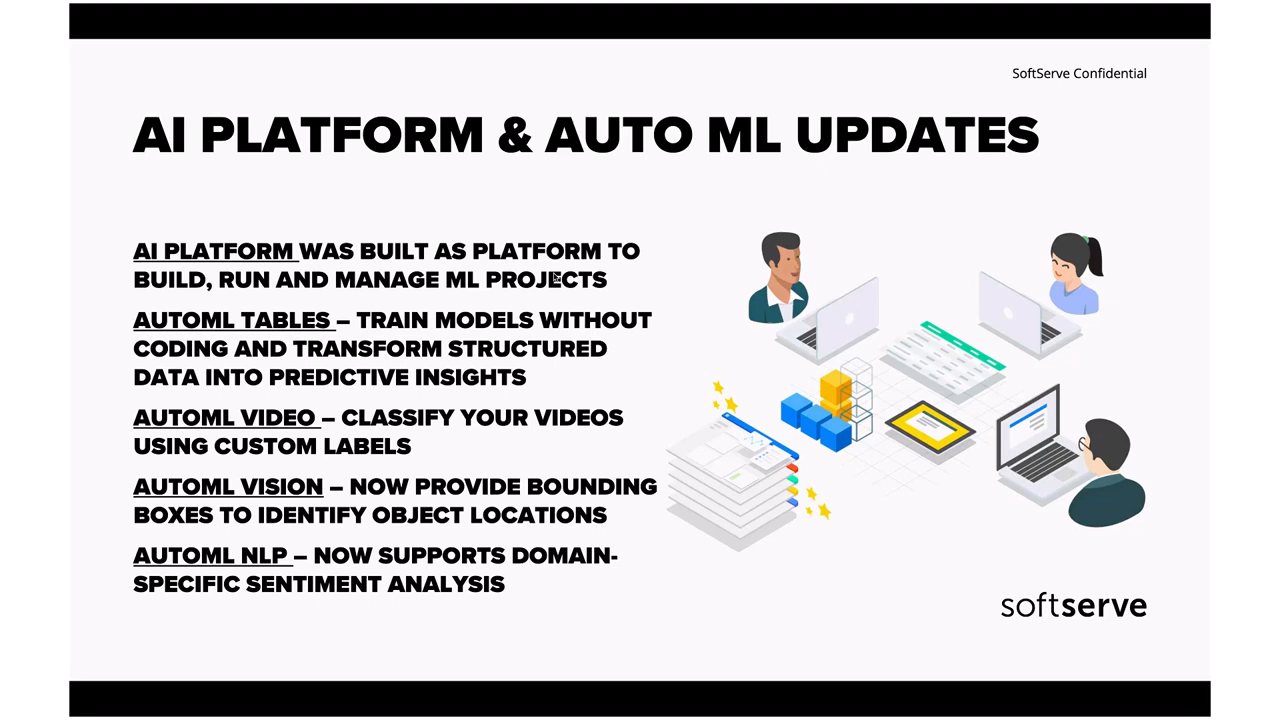 SoftServe Confidential
AI PLATFORM & AUTO ML UPDATES
AI PLATFORM WAS BUILT AS PLATFORM TO
BUILD, RUN AND MANAGE ML PROJECTS
AUTOML TABLES – TRAIN MODELS WITHOUT
CODING AND TRANSFORM STRUCTURED
DATA INTO PREDICTIVE INSIGHTS
AUTOML VIDEO – CLASSIFY YOUR VIDEOS
USING CUSTOM LABELS
AUTOML VISION – NOW PROVIDE BOUNDING
BOXES TO IDENTIFY OBJECT LOCATIONS
AUTOML NLP – NOW SUPPORTS DOMAIN-
SPECIFIC SENTIMENT ANALYSIS
softserve